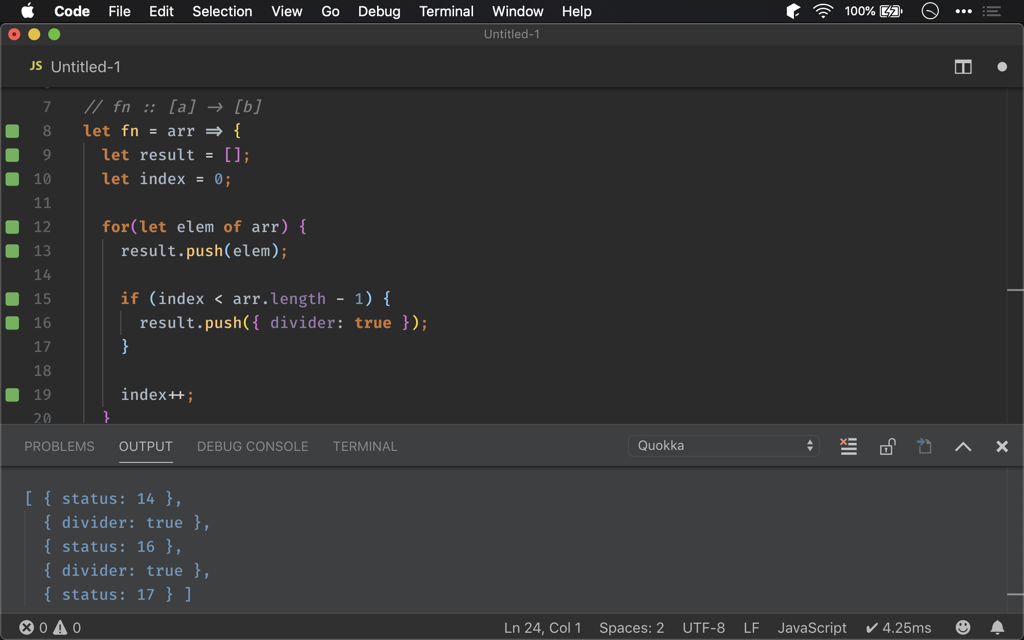 Code File Edit Selection View Go Debug Terminal Window Help 100%
Untitled-1
JS Untitled-1
7 // fn :: [a] → [b]
8 let fn = arr ⇒ {
9 let result = [];
10 let index = 0;
11
12 for(let elem of arr) {
13 result.push(elem);
14
15 if (index < arr.length - 1) {
16 result.push({ divider: true });
17 }
18
19 index++;
20 }
PROBLEMS OUTPUT DEBUG CONSOLE TERMINAL Quokka
[ { status: 14 },
{ divider: true },
{ status: 16 },
{ divider: true },
{ status: 17 } ]
0 0 Ln 24, Col 1 Spaces: 2 UTF-8 LF JavaScript ✔ 4.25ms